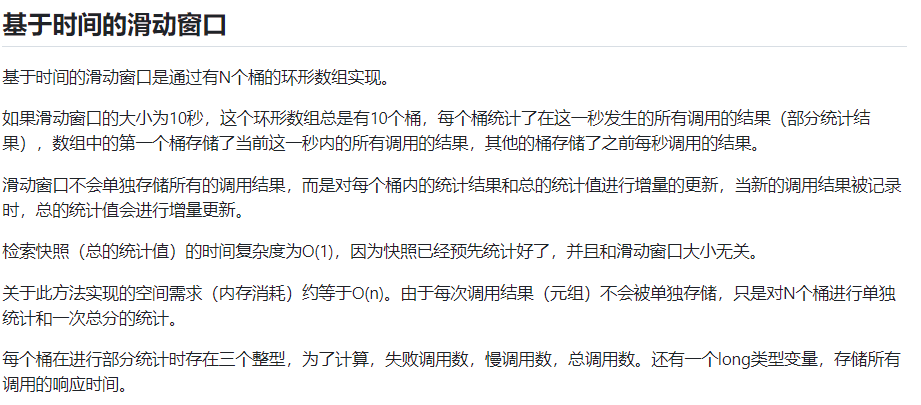 基于时间的滑动窗口
基于时间的滑动窗口是通过有N个桶的环形数组实现。
如果滑动窗口的大小为10秒，这个环形数组总是有10个桶，每个桶统计了在这一秒发生的所有调用的结果（部分统计结
果），数组中的第一个桶存储了当前这一秒内的所有调用的结果，其他的桶存储了之前每秒调用的结果。
滑动窗口不会单独存储所有的调用结果，而是对每个桶内的统计结果和总的统计值进行增量的更新，当新的调用结果被记录
时，总的统计值会进行增量更新。
检索快照（总的统计值）的时间复杂度为O(1)，因为快照已经预先统计好了，并且和滑动窗口大小无关。
关于此方法实现的空间需求（内存消耗）约等于O(n)。由于每次调用结果（元组）不会被单独存储，只是对N个桶进行单独
统计和一次总分的统计。
每个桶在进行部分统计时存在三个整型，为了计算，失败调用数，慢调用数，总调用数。还有一个long类型变量，存储所有
调用的响应时间。